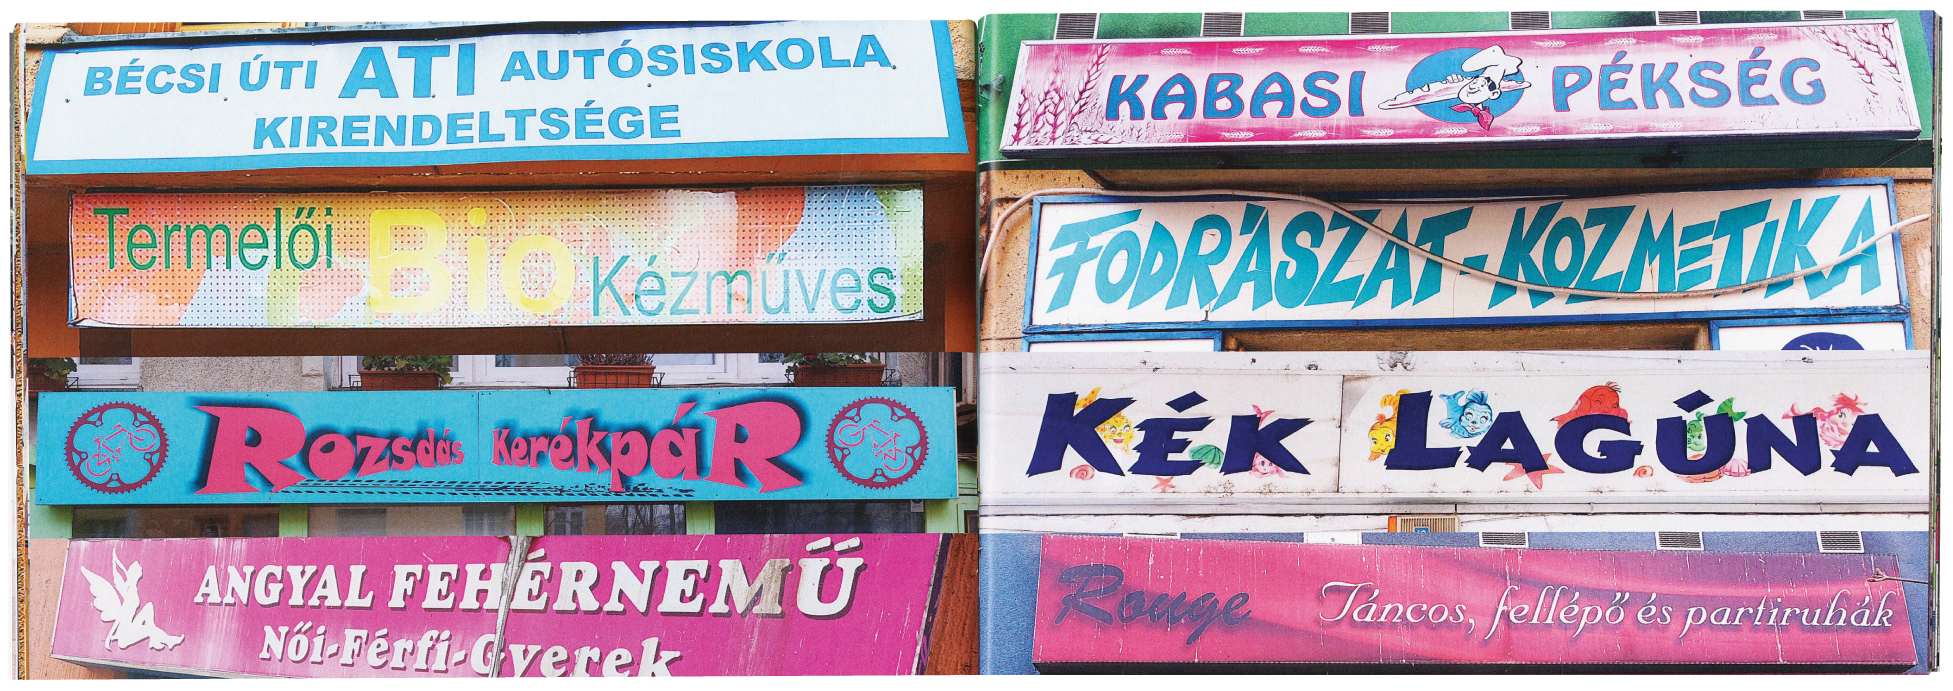 BÉCSI ÚTI ATI AUTÓSISKOLA
KIRENDELTSÉGE
Termelői Bio Kézműves
Rozsdás KerékpáR
ANGYAL FEHÉRNEMŰ
Női-Férfi-Gyerek
KABASI PÉKSÉG
FODRÁSZAT-KOZMETIKA
KÉK LAGÚNA
Rouge Táncos, fellépő és partiruhák